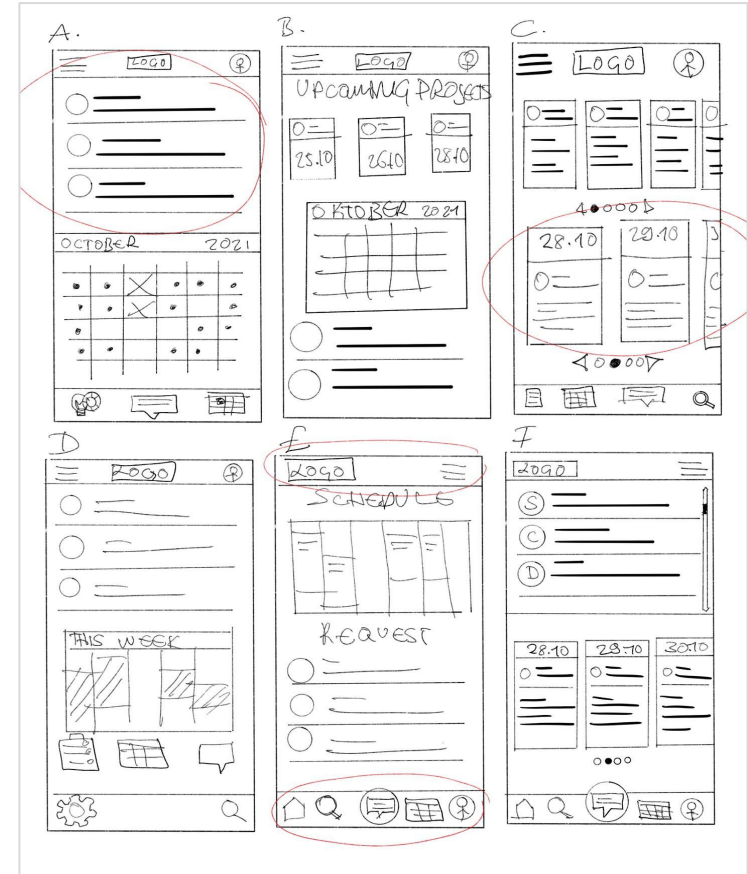 A.
LOGO
OCTOBER 2021
B.
LOGO
UPCOMING PROJECTS
25.10 26.10 28.10
OKTOBER 2021
C.
LOGO
28.10 29.10
D
LOGO
THIS WEEK
E
LOGO
SCHEDULE
REQUEST
F
LOGO
S
C
D
28.10 29.10 30.10